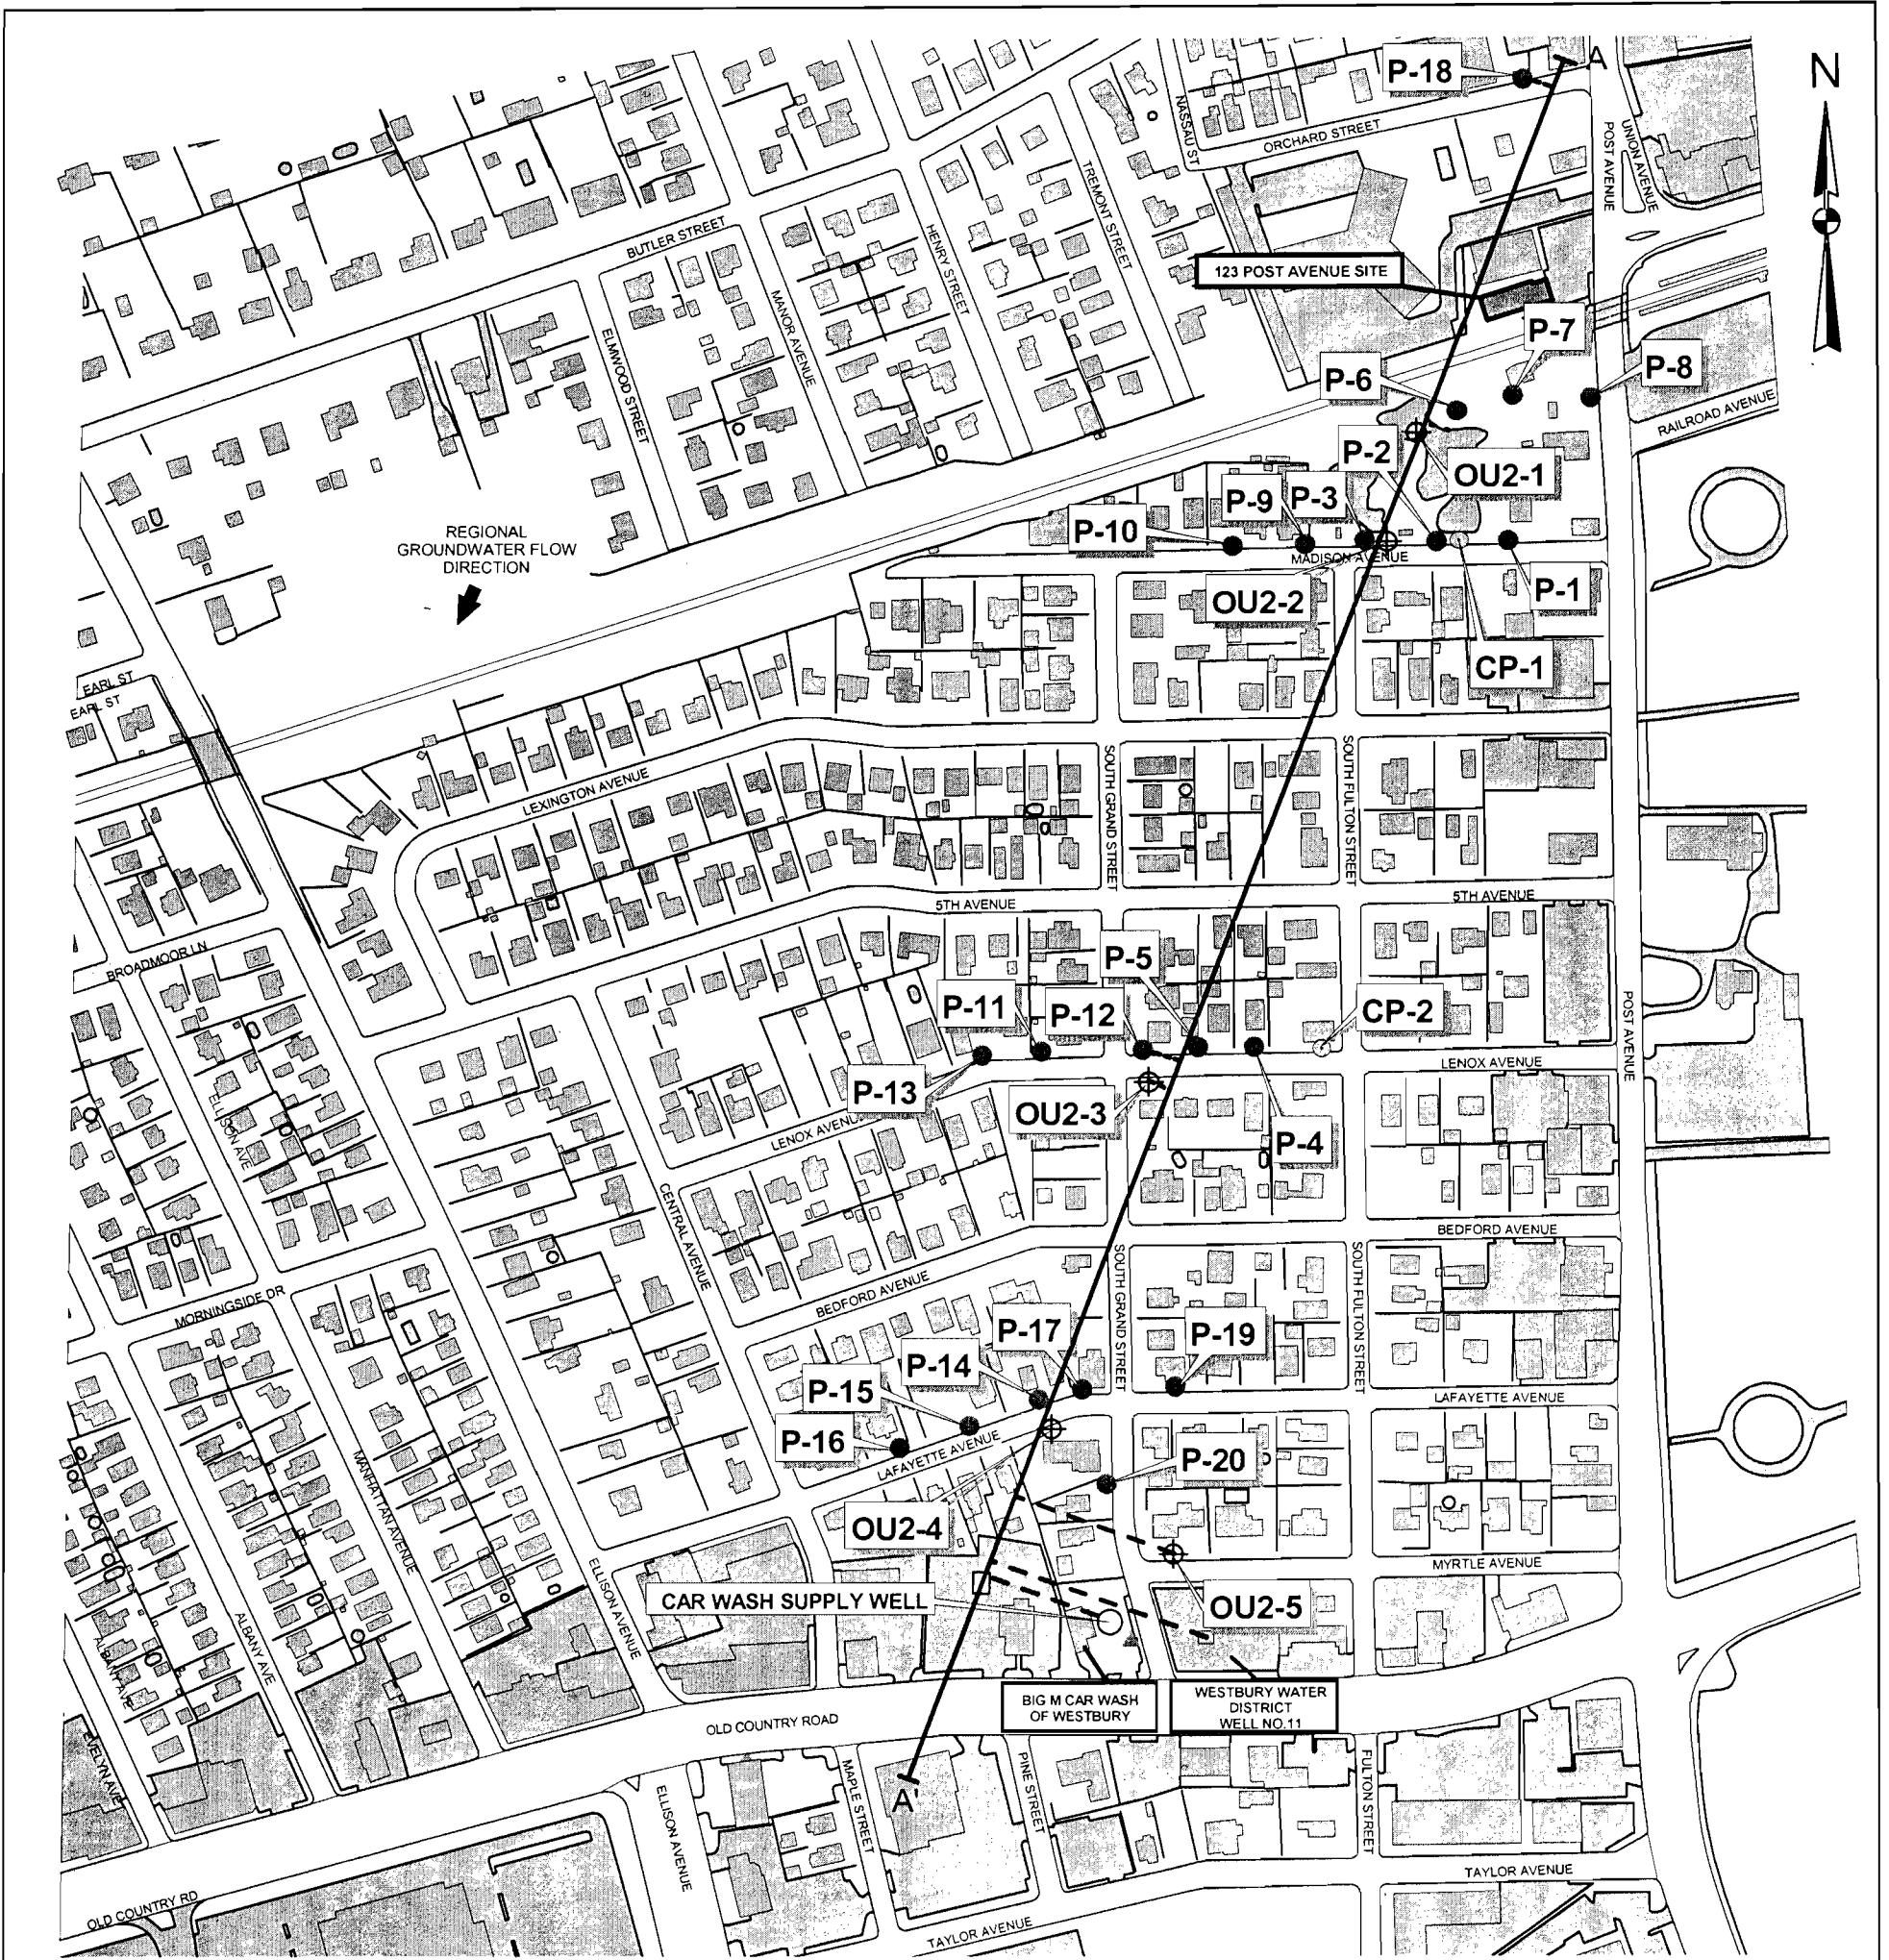 A
N
P-18
NASSAU ST
ORCHARD STREET
POST AVENUE
UNION AVENUE
TREMONT STREET
HENRY STREET
BUTLER STREET
123 POST AVENUE SITE
MANOR AVENUE
ELMWOOD STREET
P-7
P-6
P-8
RAILROAD AVENUE
P-2
OU2-1
P-9
P-3
P-10
MADISON AVENUE
REGIONAL
GROUNDWATER FLOW
DIRECTION
OU2-2
P-1
CP-1
EARL ST
EARL ST
LEXINGTON AVENUE
SOUTH GRAND STREET
SOUTH FULTON STREET
5TH AVENUE
5TH AVENUE
BROADMOOR LN
P-5
P-11
P-12
CP-2
POST AVENUE
LENOX AVENUE
P-13
OU2-3
P-4
LENOX AVENUE
ELLISON AVE
CENTRAL AVENUE
BEDFORD AVENUE
SOUTH GRAND STREET
SOUTH FULTON STREET
BEDFORD AVENUE
MORNINGSIDE DR
P-17
P-19
P-14
P-15
LAFAYETTE AVENUE
P-16
LAFAYETTE AVENUE
P-20
MANHATTAN AVENUE
OU2-4
MYRTLE AVENUE
ELLISON AVENUE
CAR WASH SUPPLY WELL
OU2-5
ALBANY AVE
ALBANY AVE
BIG M CAR WASH
OF WESTBURY
WESTBURY WATER
DISTRICT
WELL NO.11
OLD COUNTRY ROAD
EVELYN AVE
A'
MAPLE STREET
PINE STREET
FULTON STREET
ELLISON AVENUE
TAYLOR AVENUE
OLD COUNTRY RD
TAYLOR AVENUE